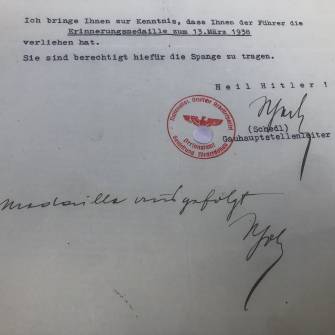 Ich bringe Ihnen zur Kenntnis, dass Ihnen der Führer die
Erinnerungsmedaille zum 13.März 1938
verliehen hat.
Sie sind berechtigt hiefür die Spange zu tragen.
Heil Hitler !
(Schedl)
Gauhauptstellenleiter
Medaille ausgefolgt